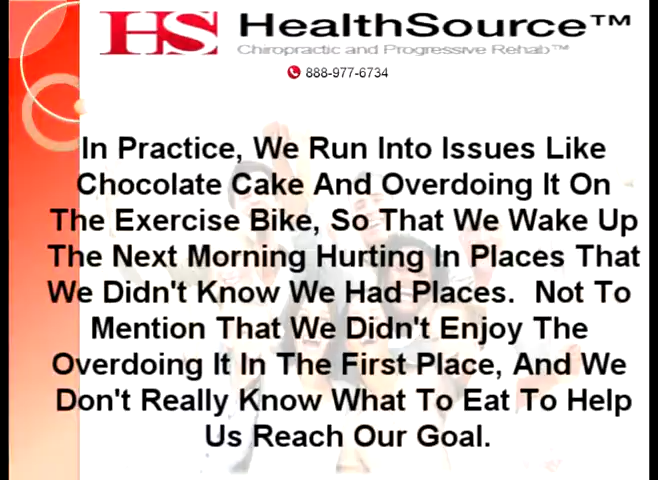 HS HealthSource™
Chiropractic and Progressive Rehab™
888-977-6734
In Practice, We Run Into Issues Like
Chocolate Cake And Overdoing It On
The Exercise Bike, So That We Wake Up
The Next Morning Hurting In Places That
We Didn't Know We Had Places.  Not To
Mention That We Didn't Enjoy The
Overdoing It In The First Place, And We
Don't Really Know What To Eat To Help
Us Reach Our Goal.